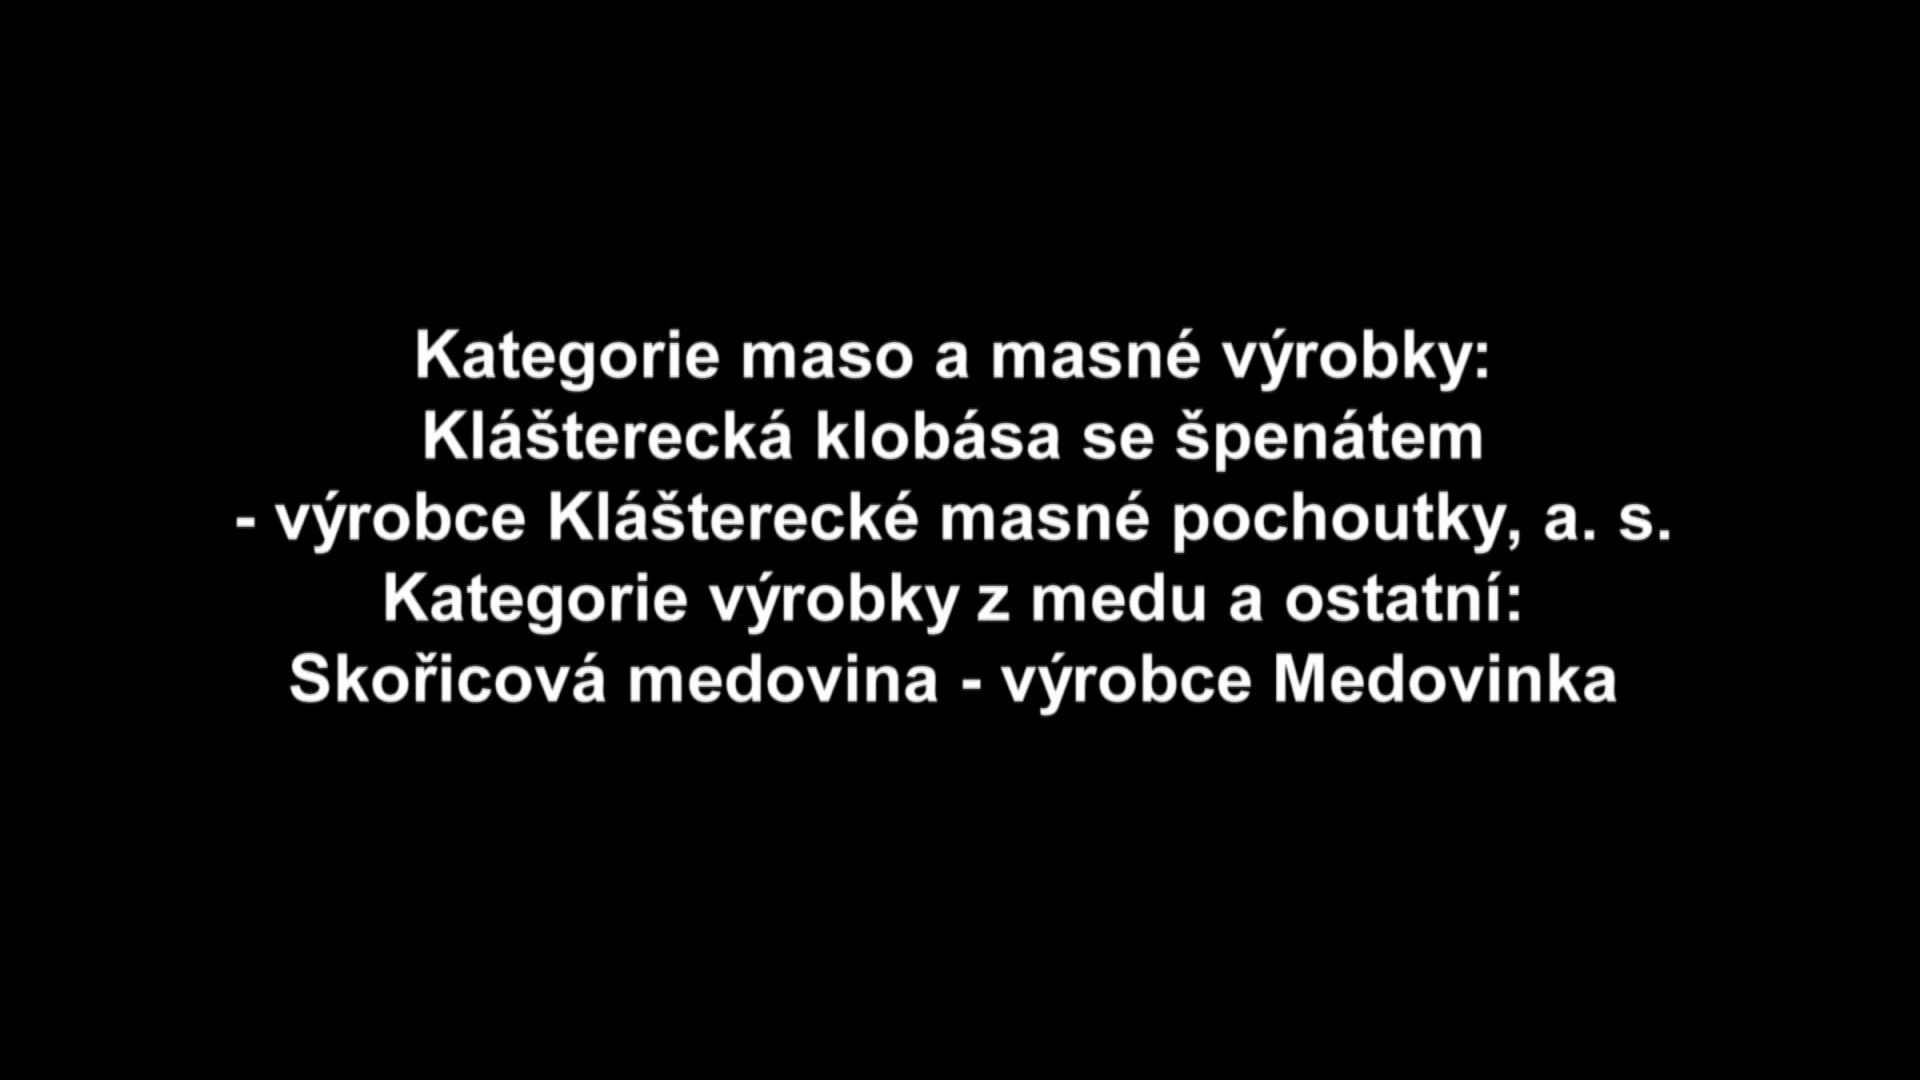 Kategorie maso a masné výrobky:
Klášterecká klobása se špenátem
- výrobce Klášterecké masné pochoutky, a. s.
Kategorie výrobky z medu a ostatní:
Skořicová medovina - výrobce Medovinka